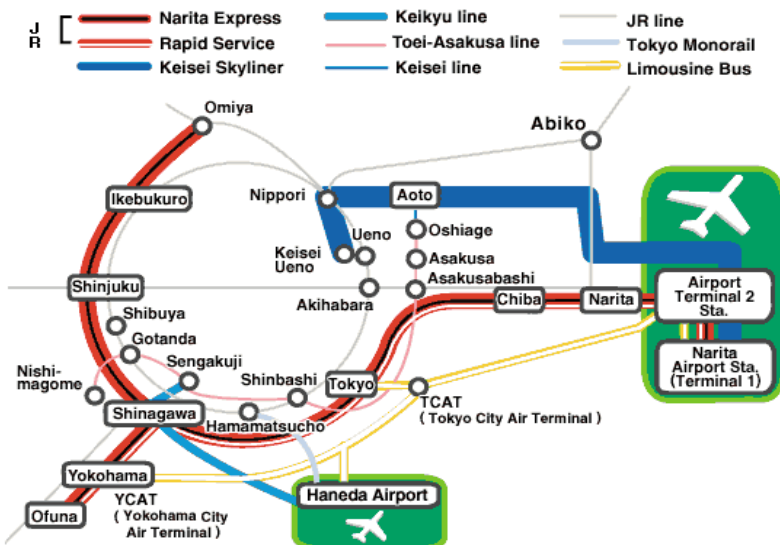 JR
Narita Express
Rapid Service
Keisei Skyliner
Keikyu line
Toei-Asakusa line
Keisei line
JR line
Tokyo Monorail
Limousine Bus
Omiya
Abiko
Ikebukuro
Nippori
Aoto
Ueno
Oshiage
Keisei
Ueno
Asakusa
Asakusabashi
Shinjuku
Akihabara
Chiba
Narita
Airport
Terminal 2
Sta.
Shibuya
Gotanda
Sengakuji
Nishi-
magome
Shinbashi
Tokyo
Narita
Airport Sta.
(Terminal 1)
Shinagawa
Hamamatsucho
TCAT
( Tokyo City Air Terminal )
Yokohama
YCAT
( Yokohama City
Air Terminal )
Haneda Airport
Ofuna